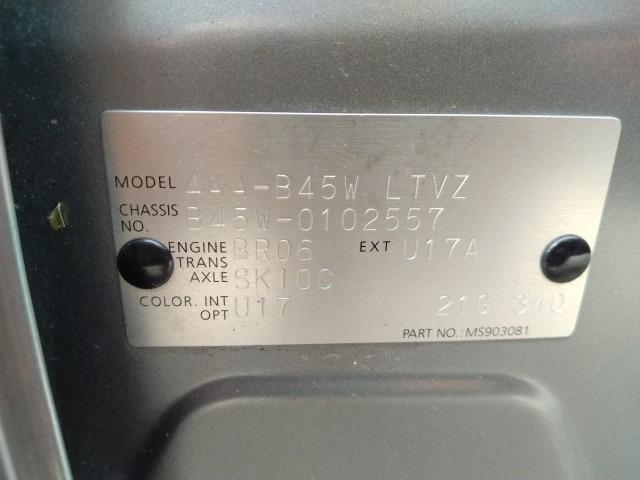 MODEL 4AA-B45W LTVZ
CHASSIS NO. B45W-0102557
ENGINE BR06 EXT U17A
TRANS AXLE SK10C
COLOR. INT
OPT U17
PART NO.: MS903081